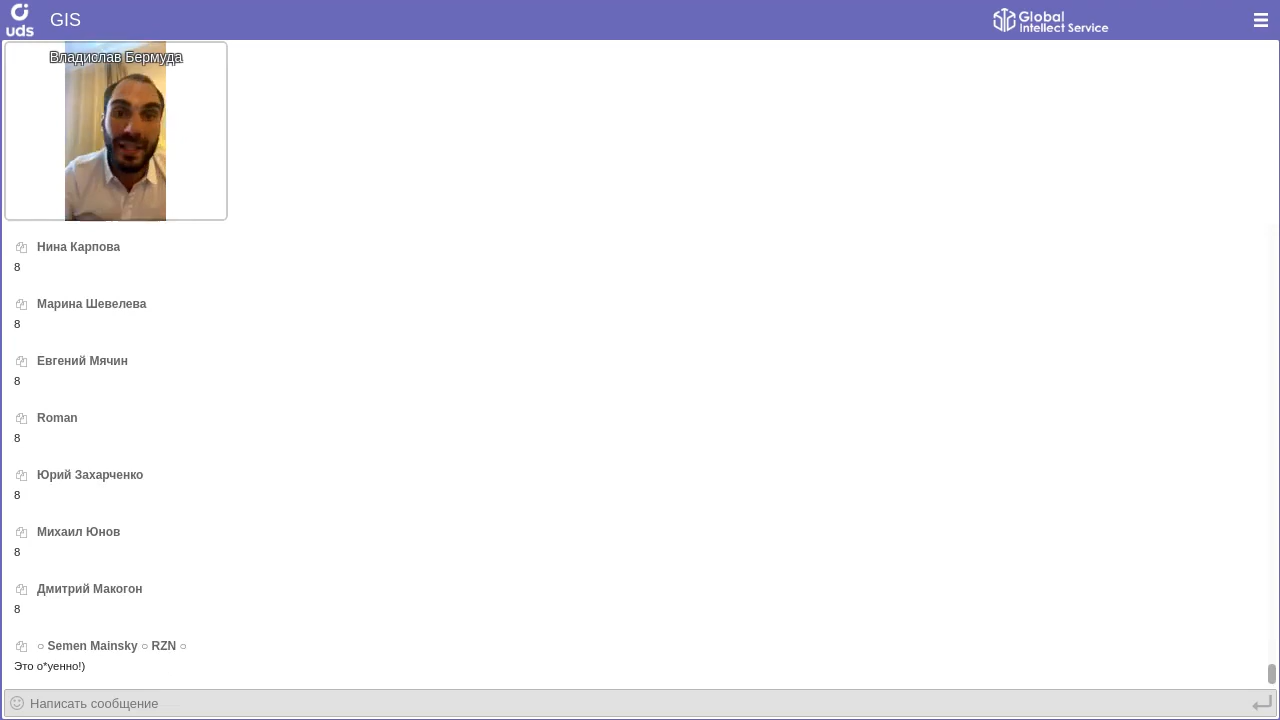 uds
GIS
Global
Intellect Service
Владислав Бермуда
Нина Карпова
8
Марина Шевелева
8
Евгений Мячин
8
Roman
8
Юрий Захарченко
8
Михаил Юнов
8
Дмитрий Макогон
8
○ Semen Mainsky ○ RZN ○
Это о*уенно!)
Написать сообщение